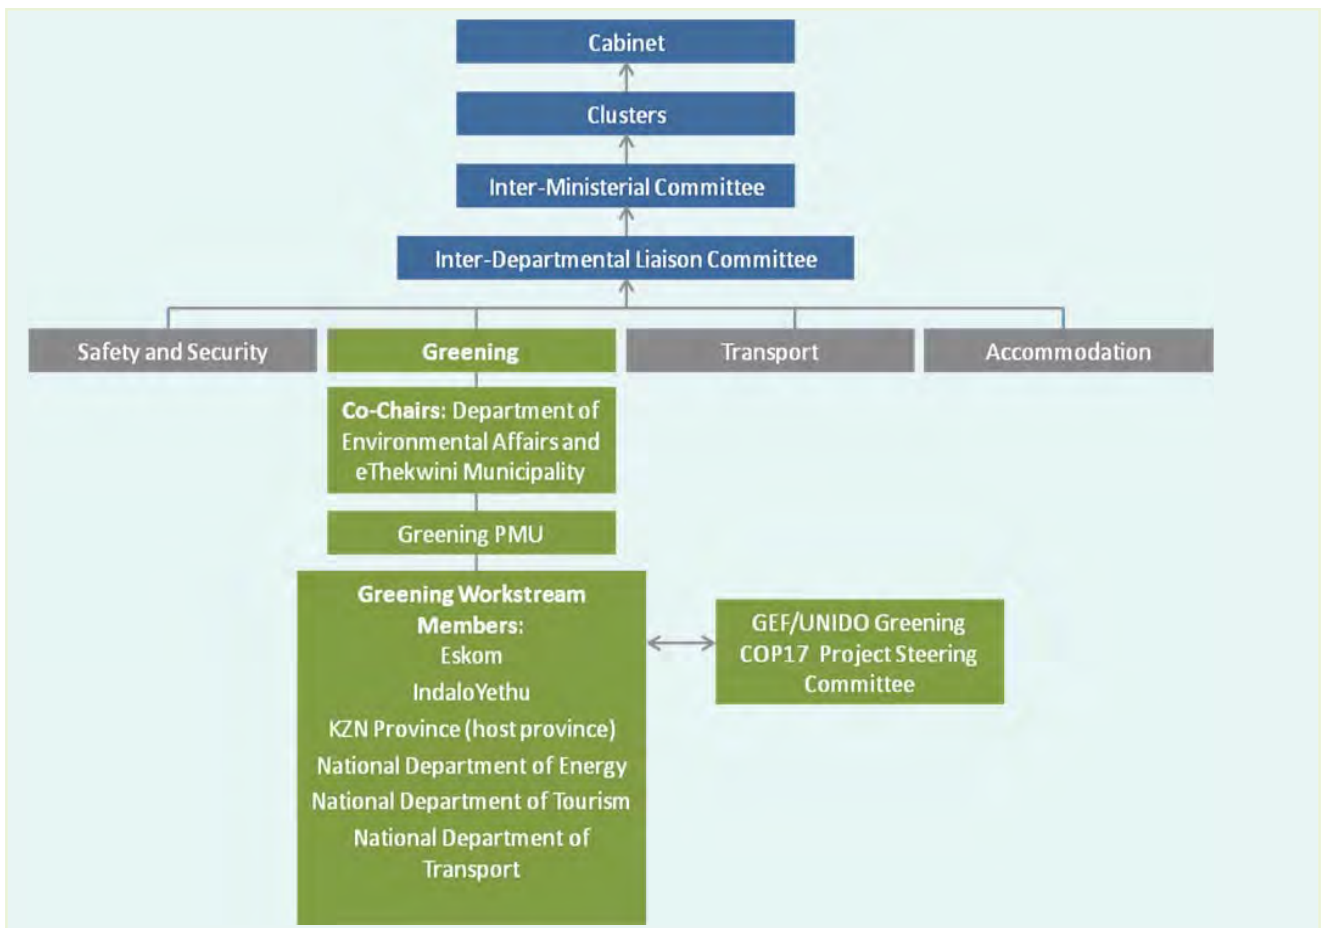 Cabinet
Clusters
Inter-Ministerial Committee
Inter-Departmental Liaison Committee
Safety and Security
Greening
Transport
Accommodation
Co-Chairs: Department of
Environmental Affairs and
eThekwini Municipality
Greening PMU
Greening Workstream
Members:
Eskom
IndaloYethu
KZN Province (host province)
National Department of Energy
National Department of Tourism
National Department of
Transport
GEF/UNIDO Greening
COP17 Project Steering
Committee